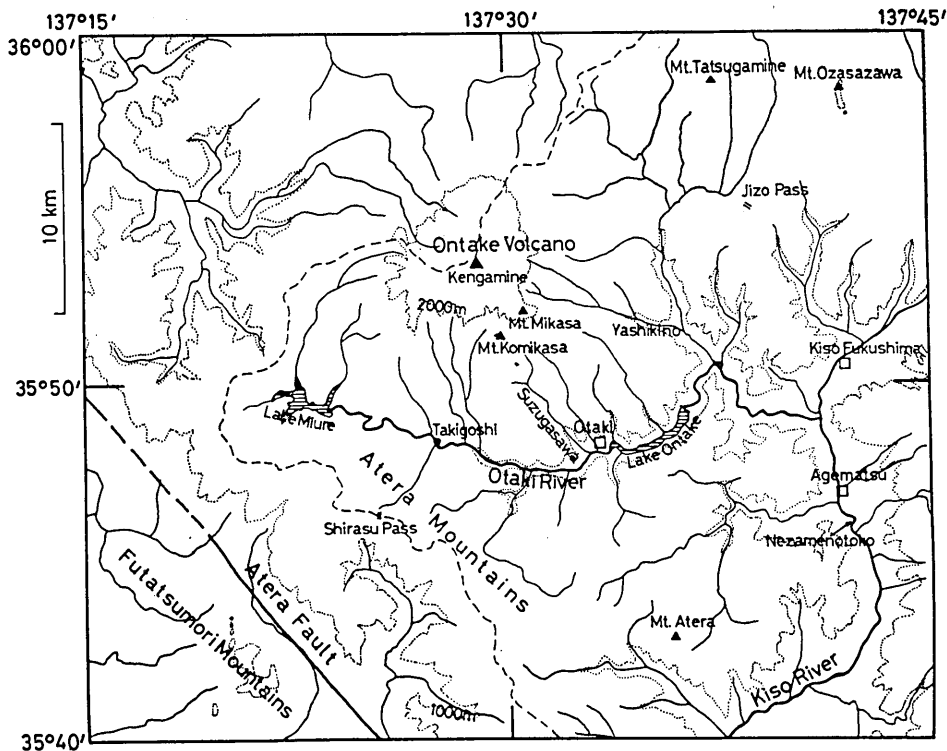 137°15′
137°30′
137°45′
36°00′
Mt.Tatsugamine
Mt.Ozasazawa
10 km
Jizo Pass
Ontake Volcano
Kengamine
2000m
Mt.Mikasa
Yashikino
Mt.Komikasa
Kiso Fukushima
35°50′
Lake Miure
Suzugasawa
Takigoshi
Otaki
Lake Ontake
Otaki River
Agematsu
Atera Mountains
Shirasu Pass
Nezamenotoko
Futatsumori Mountains
Atera Fault
Mt. Atera
Kiso River
1000m
35°40′